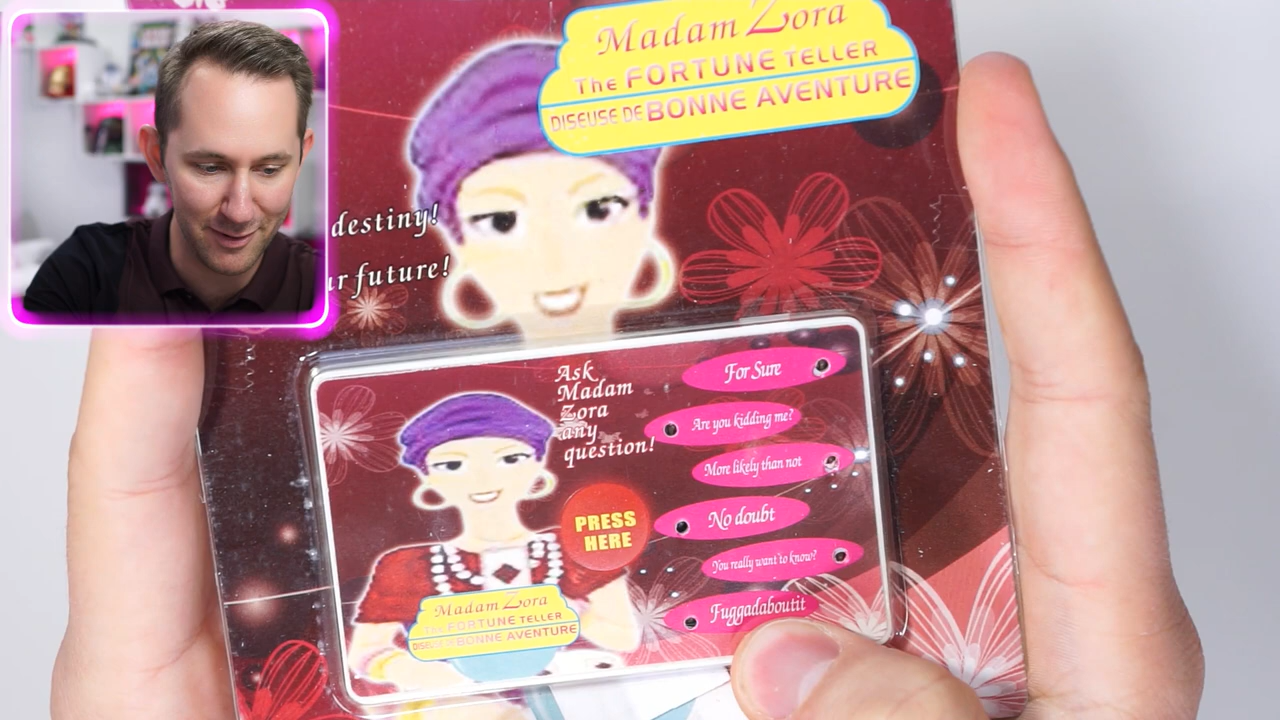 Madam Zora
The FORTUNE TELLER
DISEUSE DE BONNE AVENTURE
destiny!
future!
Ask
Madam
Zora
any
question!
For Sure
Are you kidding me?
More likely than not
PRESS
HERE
No doubt
You really want to know?
Fuggadaboutit
Madam Zora
The FORTUNE TELLER
DISEUSE DE BONNE AVENTURE